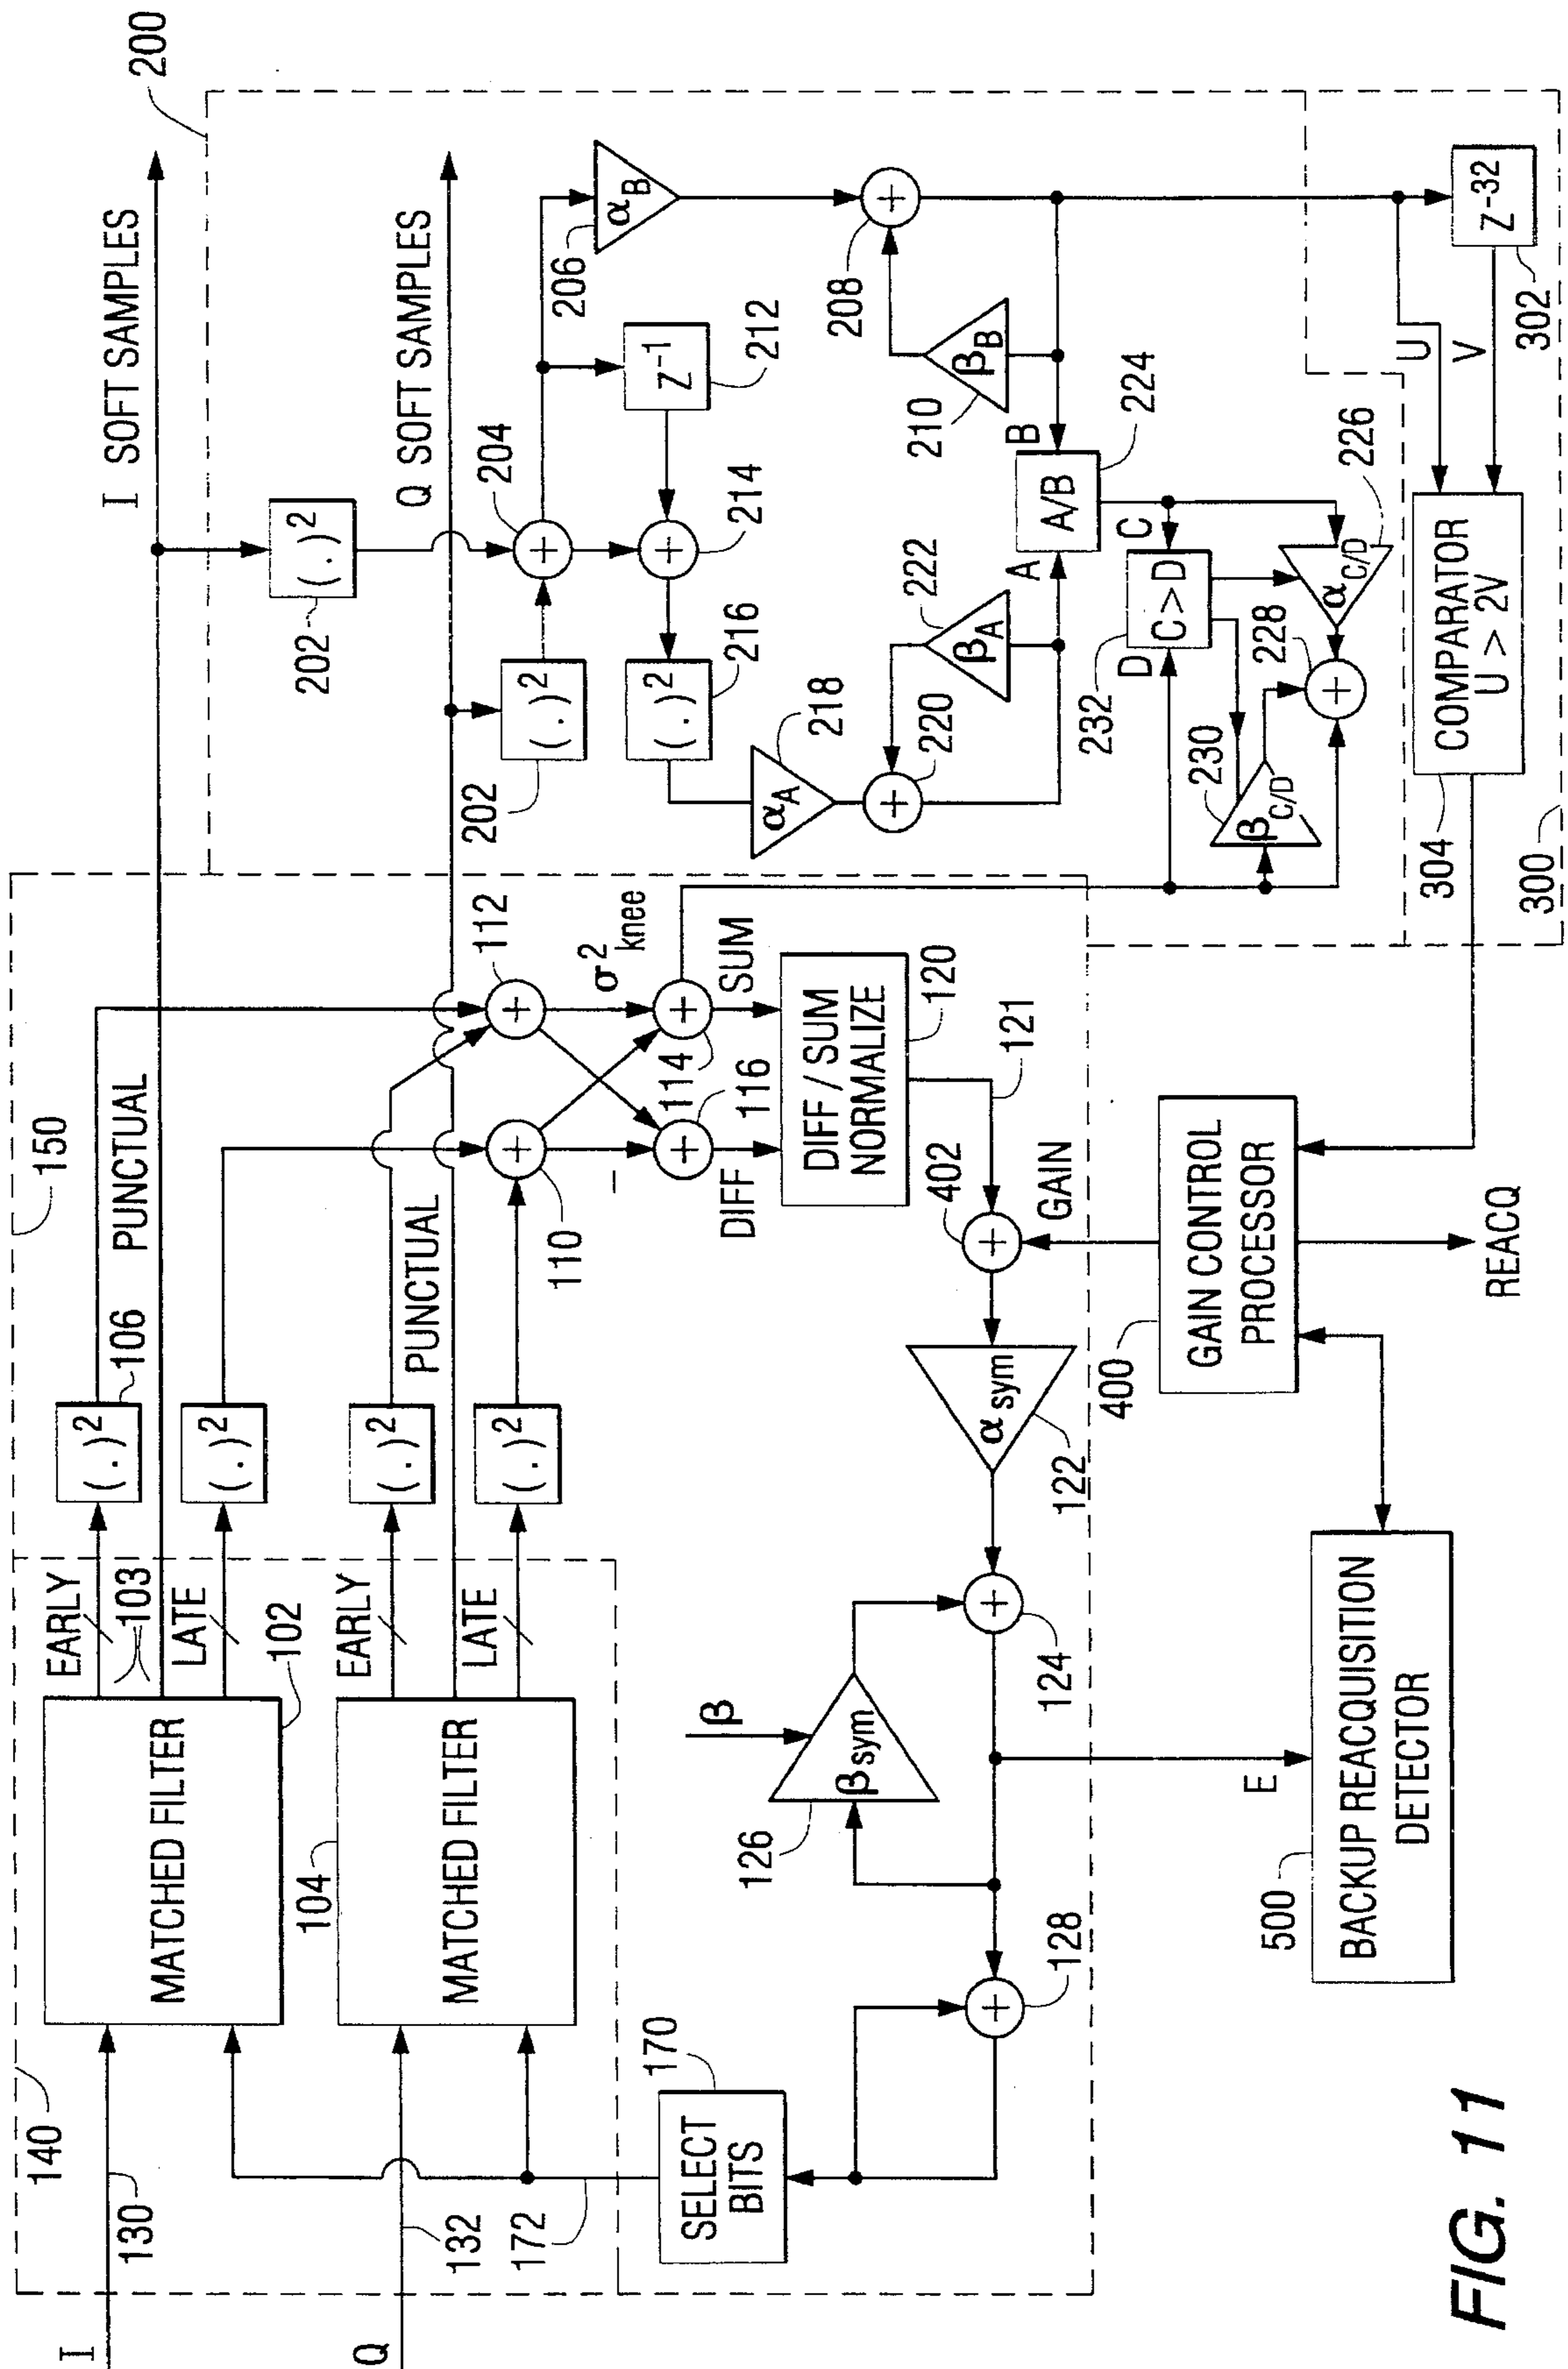 I
130
140
Q
132
172
MATCHED FILTER
102
104
MATCHED FILTER
EARLY
103
LATE
EARLY
LATE
150
(.)²
106
(.)²
(.)²
(.)²
PUNCTUAL
PUNCTUAL
I SOFT SAMPLES
Q SOFT SAMPLES
200
110
112
σ²knee
–
114
116
SUM
DIFF
DIFF / SUM
NORMALIZE
120
121
402
GAIN
αsym
122
124
β
βsym
126
128
SELECT
BITS
170
E
500
BACKUP REACQUISITION
DETECTOR
400
GAIN CONTROL
PROCESSOR
REACQ
(.)²
202
(.)²
202
204
206
αB
Z⁻¹
212
214
(.)²
216
αA
218
220
222
βA
208
βB
210
A
B
A/B
224
C
D
C > D
232
αC/D
226
228
230
βC/D
U
V
Z⁻³²
302
COMPARATOR
U > 2V
304
300
FIG. 11